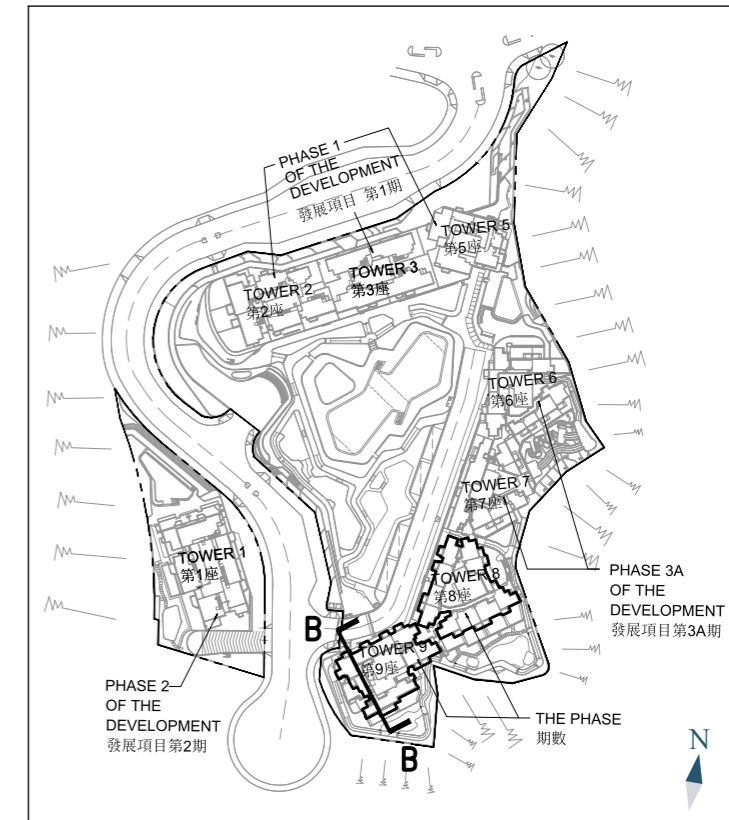 PHASE 1
OF THE
DEVELOPMENT
發展項目 第1期
TOWER 5
第5座
TOWER 3
第3座
TOWER 2
第2座
TOWER 6
第6座
TOWER 7
第7座
TOWER 1
第1座
TOWER 8
第8座
PHASE 3A
OF THE
DEVELOPMENT
發展項目第3A期
B
TOWER 9
第9座
PHASE 2
OF THE
DEVELOPMENT
發展項目第2期
THE PHASE
期數
B
N